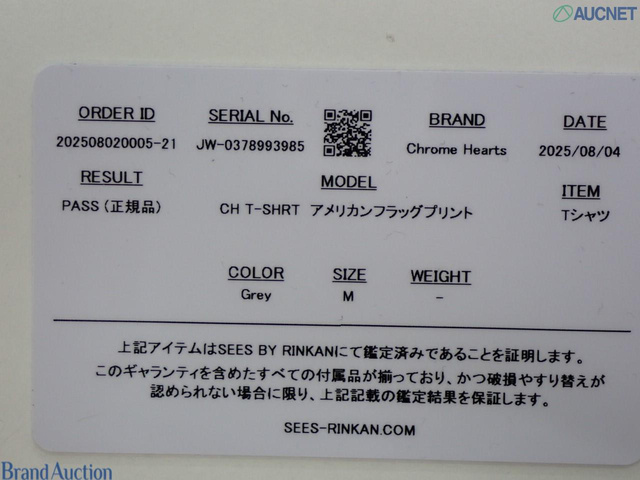 AUCNET
ORDER ID SERIAL No. BRAND DATE
202508020005-21 JW-0378993985 Chrome Hearts 2025/08/04
RESULT MODEL ITEM
PASS（正規品） CH T-SHRT アメリカンフラッグプリント Tシャツ
COLOR SIZE WEIGHT
Grey M -
上記アイテムはSEES BY RINKANにて鑑定済みであることを証明します。
このギャランティを含めたすべての付属品が揃っており、かつ破損やすり替えが
認められない場合に限り、上記記載の鑑定結果を保証します。
SEES-RINKAN.COM
Brand Auction